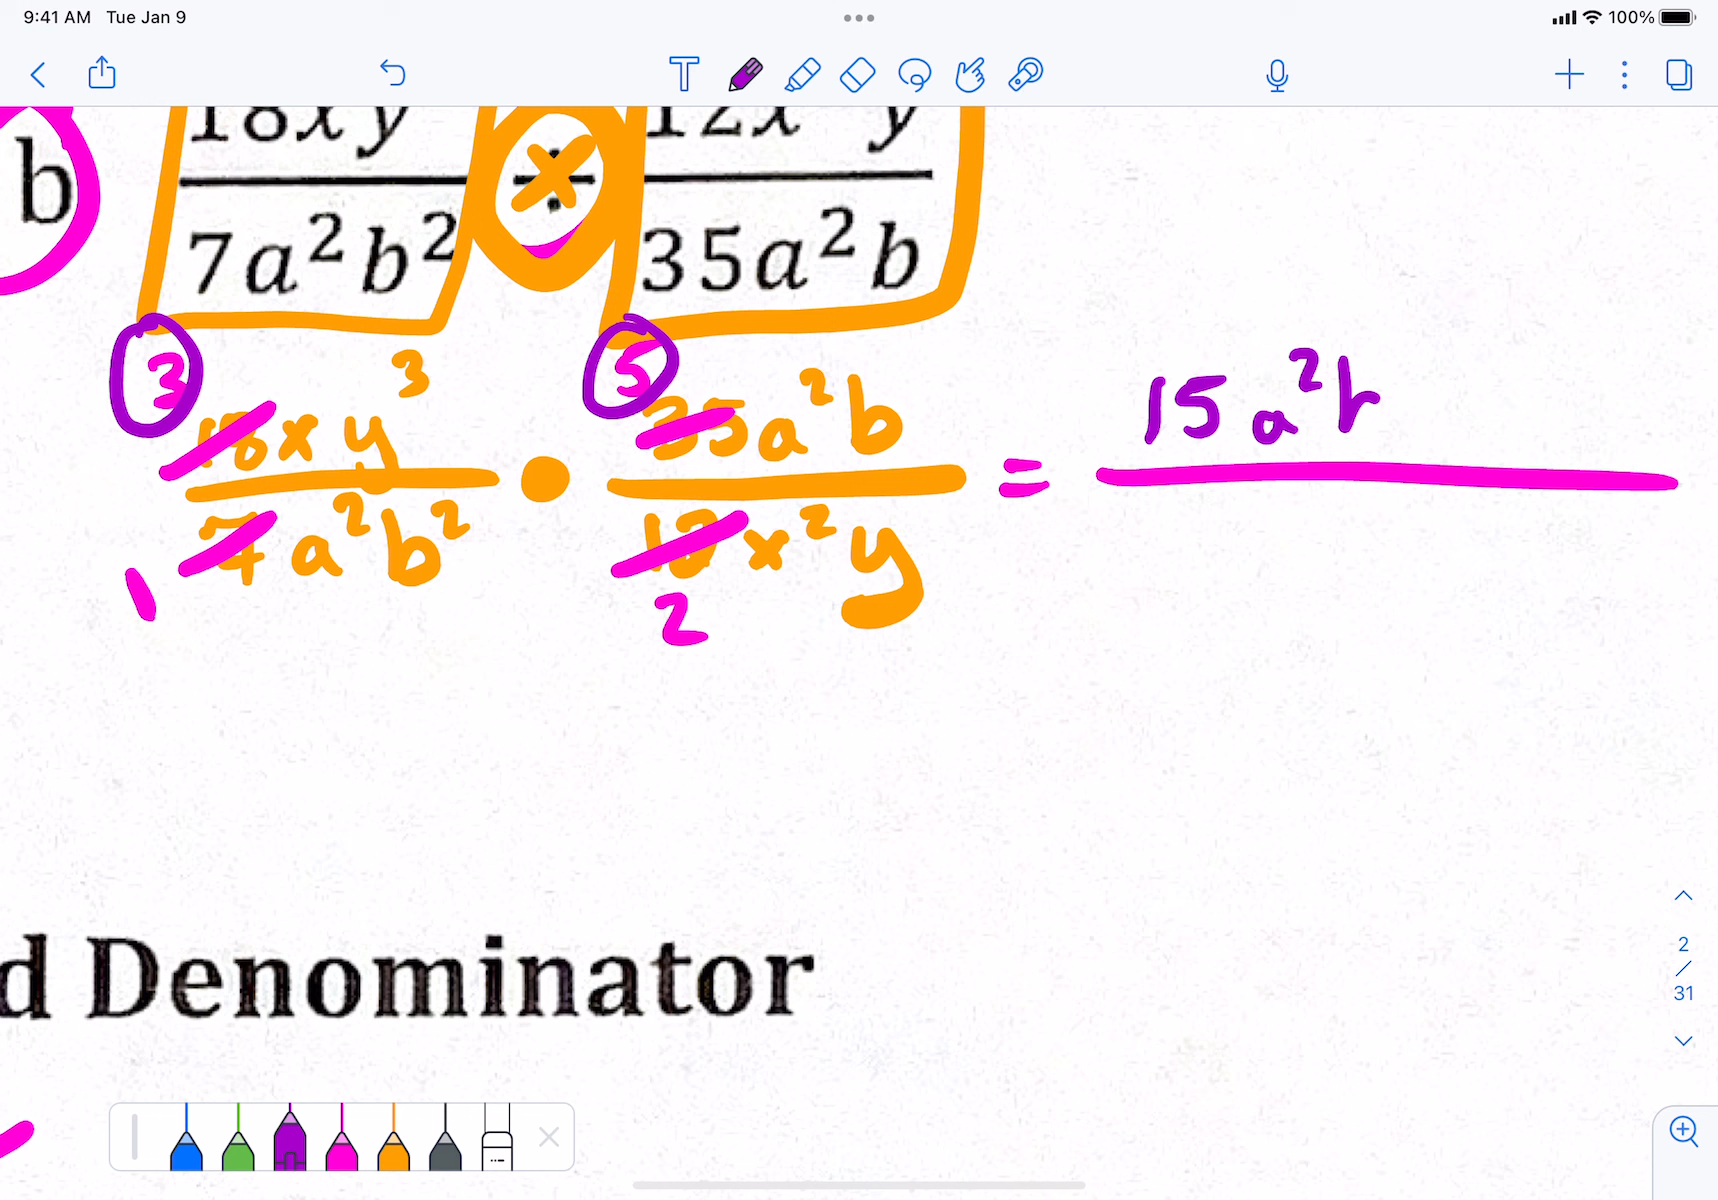 9:41 AM Tue Jan 9 100%
b 18xy ÷ 12x y
7a²b² 35a²b
3 3 5
18xy · 35a²b = 15a²b
7a²b² 12x²y
1 2
d Denominator
2
/
31